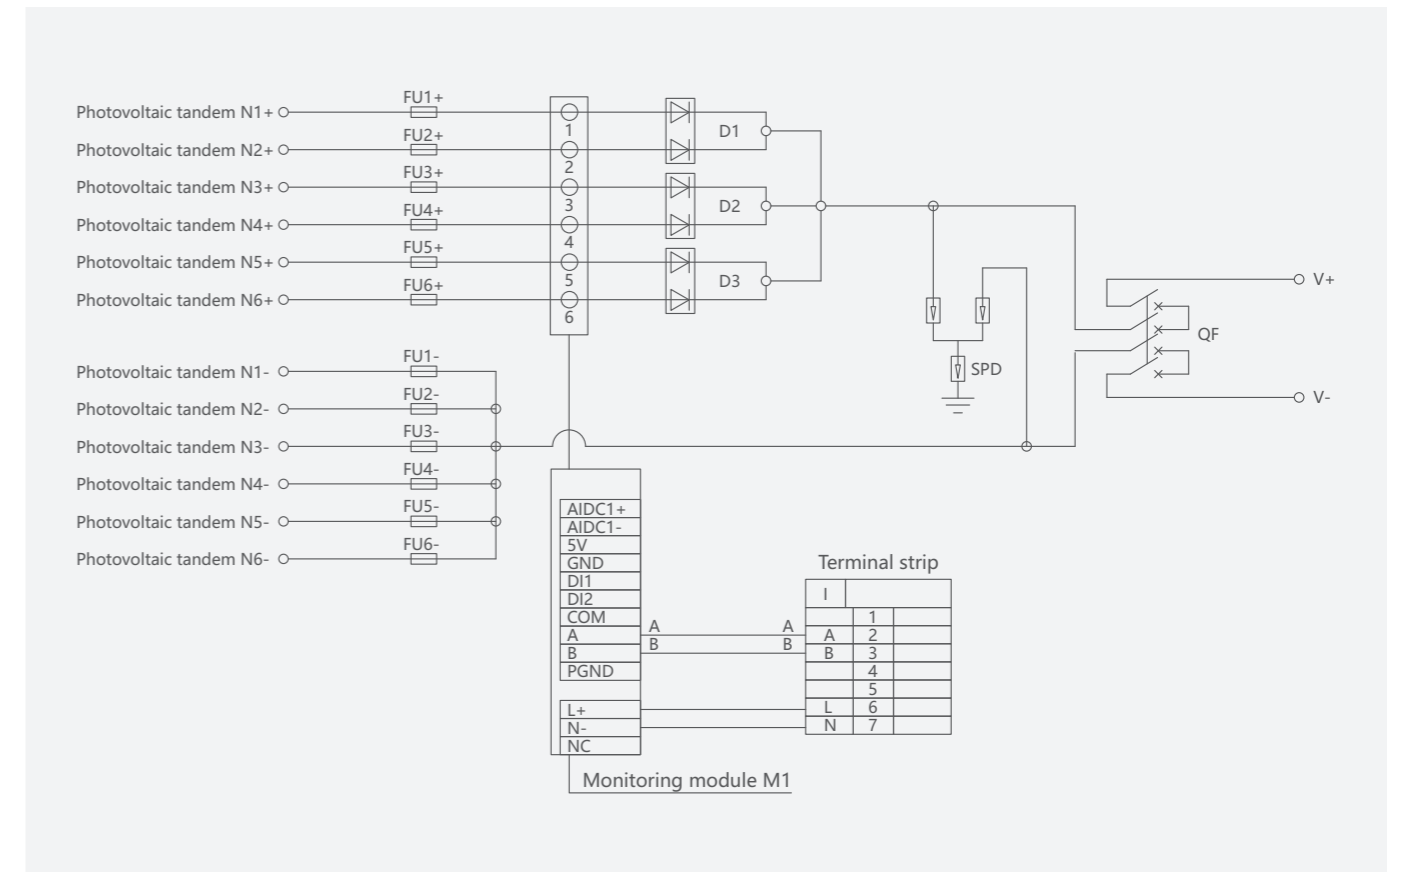 FU1+
Photovoltaic tandem N1+
1
D1
FU2+
Photovoltaic tandem N2+
2
FU3+
Photovoltaic tandem N3+
3
D2
FU4+
Photovoltaic tandem N4+
4
FU5+
Photovoltaic tandem N5+
5
D3
FU6+
Photovoltaic tandem N6+
6
V+
QF
SPD
V-
FU1-
Photovoltaic tandem N1-
FU2-
Photovoltaic tandem N2-
FU3-
Photovoltaic tandem N3-
FU4-
Photovoltaic tandem N4-
FU5-
Photovoltaic tandem N5-
FU6-
Photovoltaic tandem N6-
AIDC1+
AIDC1-
5V
GND
DI1
DI2
COM
A
B
PGND
L+
N-
NC
A A
B B
Terminal strip
I
1
A 2
B 3
4
5
L 6
N 7
Monitoring module M1